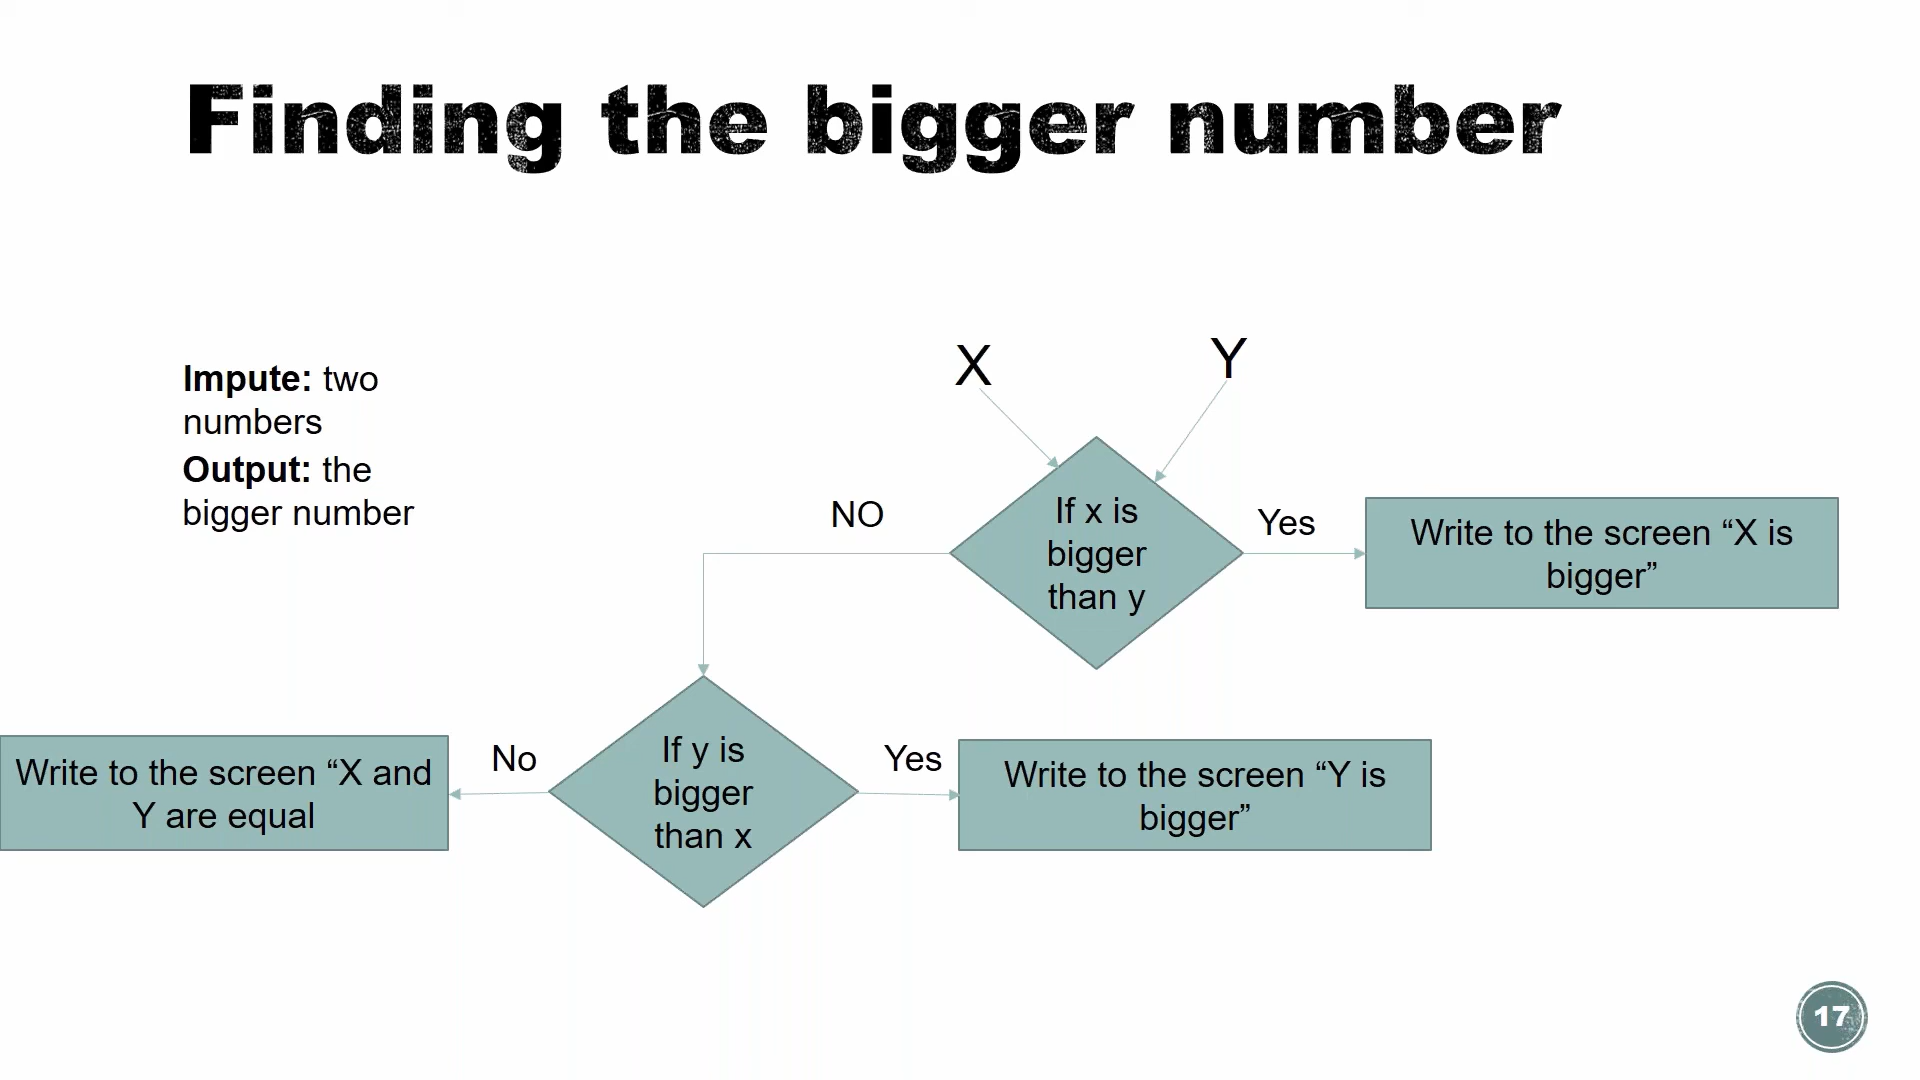 Finding the bigger number
Impute: two
numbers
Output: the
bigger number
X
Y
NO
If x is
bigger
than y
Yes
Write to the screen “X is
bigger”
Write to the screen “X and
Y are equal
No
If y is
bigger
than x
Yes
Write to the screen “Y is
bigger”
17